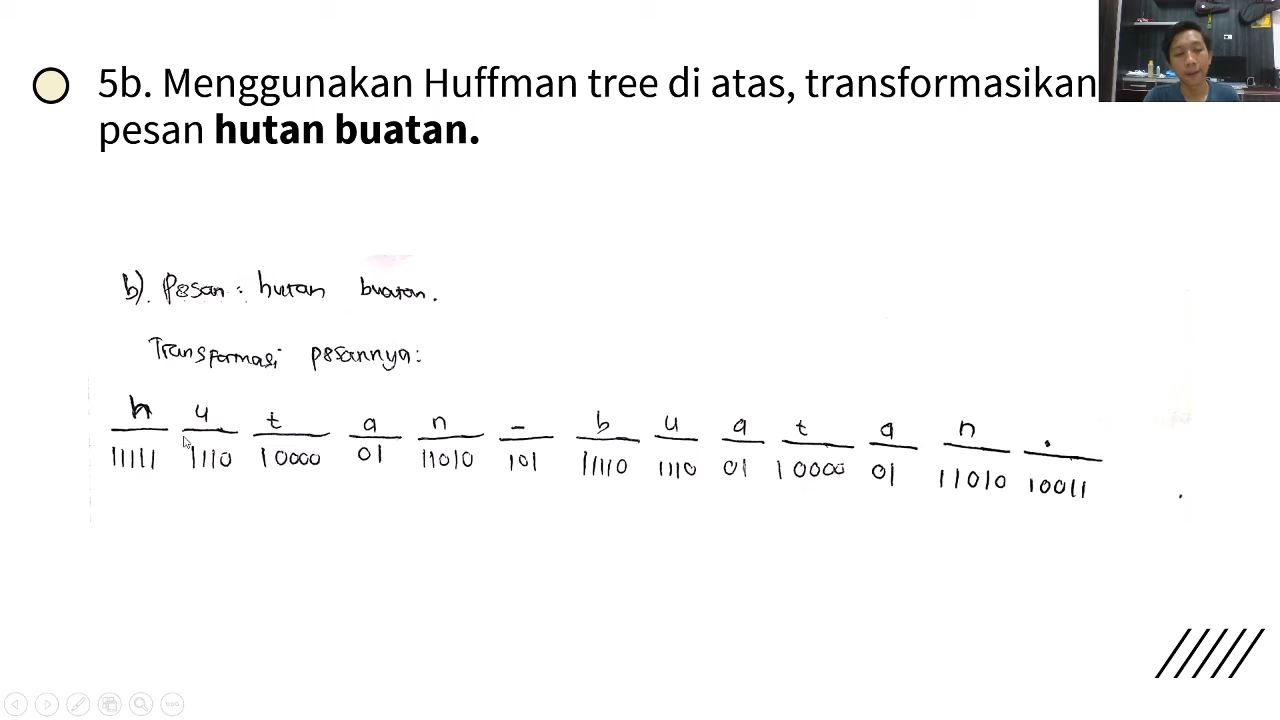 5b. Menggunakan Huffman tree di atas, transformasikan
pesan hutan buatan.
b). Pesan : hutan buatan.
Transformasi pesannya:
h u t a n _ b u a t a n .
11111 1110 10000 01 11010 101 11110 1110 01 10000 01 11010 10011